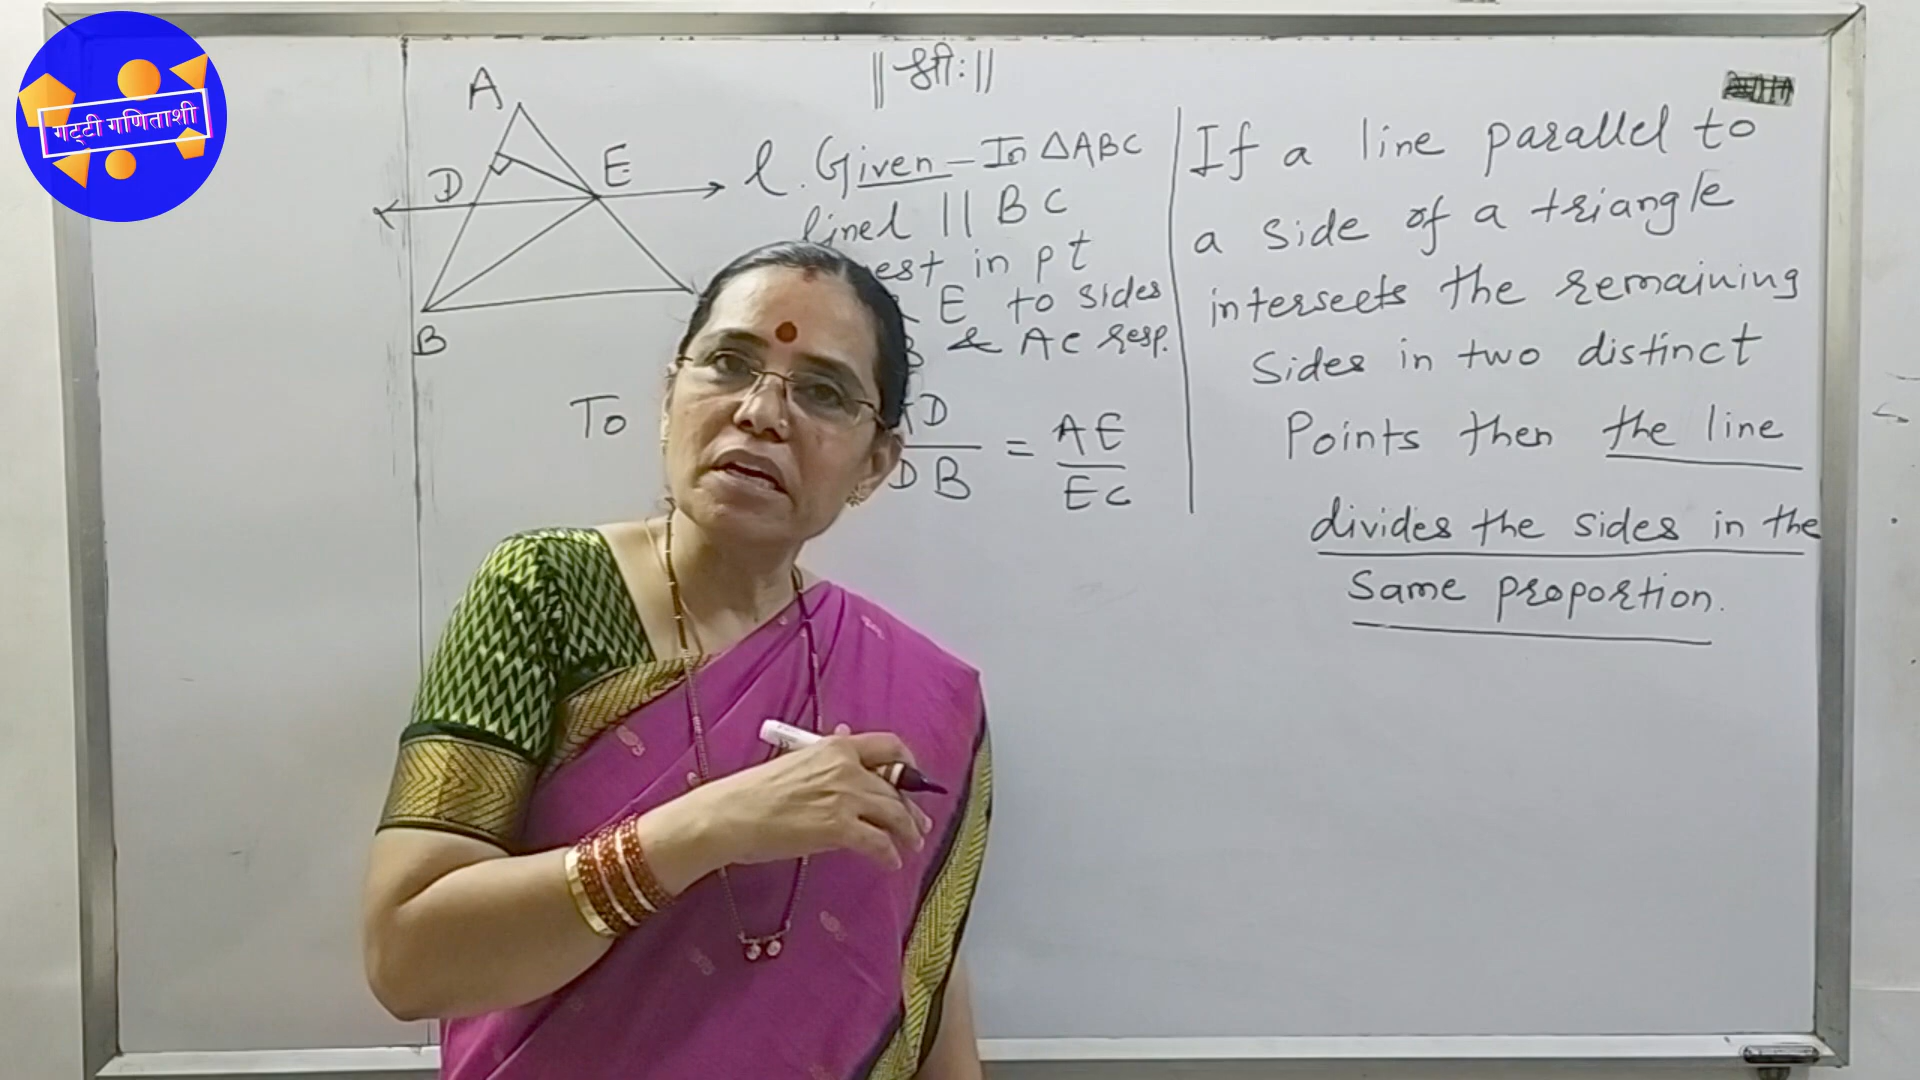 गट्टी गणिताशी
|| श्रीः ||
A
D
E
l.
B
Given - In △ABC
line l || BC
in pt
E to sides
& AC resp.
To
AD
DB
=
AE
EC
If a line parallel to
a side of a triangle
intersects the remaining
Sides in two distinct
Points then the line
divides the sides in the
Same proportion.